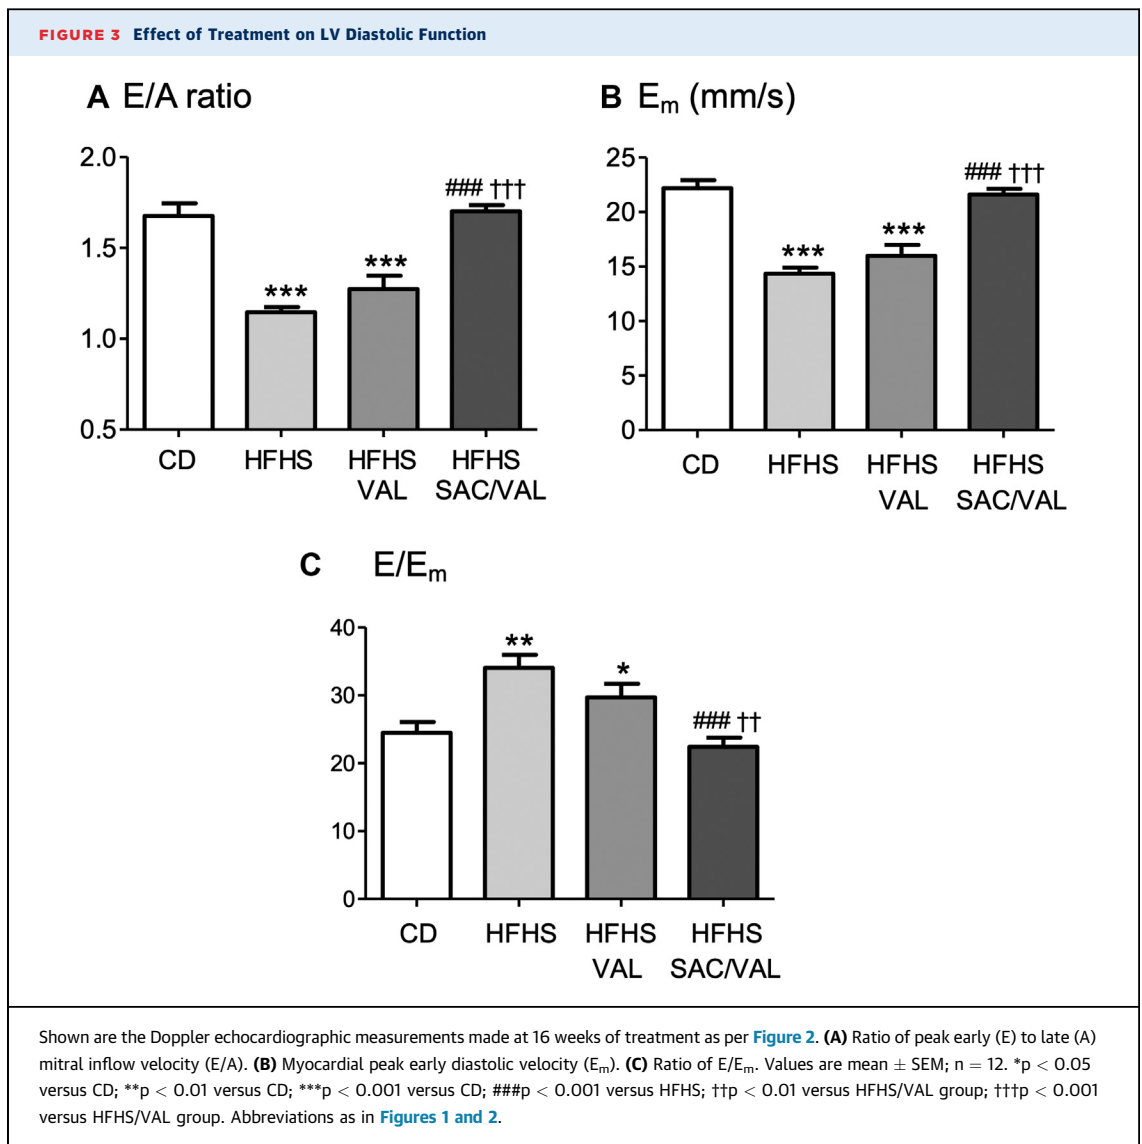 FIGURE 3 Effect of Treatment on LV Diastolic Function
A E/A ratio
2.0
1.5
1.0
0.5
***
***
### †††
CD
HFHS
HFHS
VAL
HFHS
SAC/VAL
B Em (mm/s)
25
20
15
10
5
0
***
***
### †††
CD
HFHS
HFHS
VAL
HFHS
SAC/VAL
C E/Em
40
30
20
10
0
**
*
### ††
CD
HFHS
HFHS
VAL
HFHS
SAC/VAL
Shown are the Doppler echocardiographic measurements made at 16 weeks of treatment as per Figure 2. (A) Ratio of peak early (E) to late (A)
mitral inflow velocity (E/A). (B) Myocardial peak early diastolic velocity (Em). (C) Ratio of E/Em. Values are mean ± SEM; n = 12. *p < 0.05
versus CD; **p < 0.01 versus CD; ***p < 0.001 versus CD; ###p < 0.001 versus HFHS; ††p < 0.01 versus HFHS/VAL group; †††p < 0.001
versus HFHS/VAL group. Abbreviations as in Figures 1 and 2.